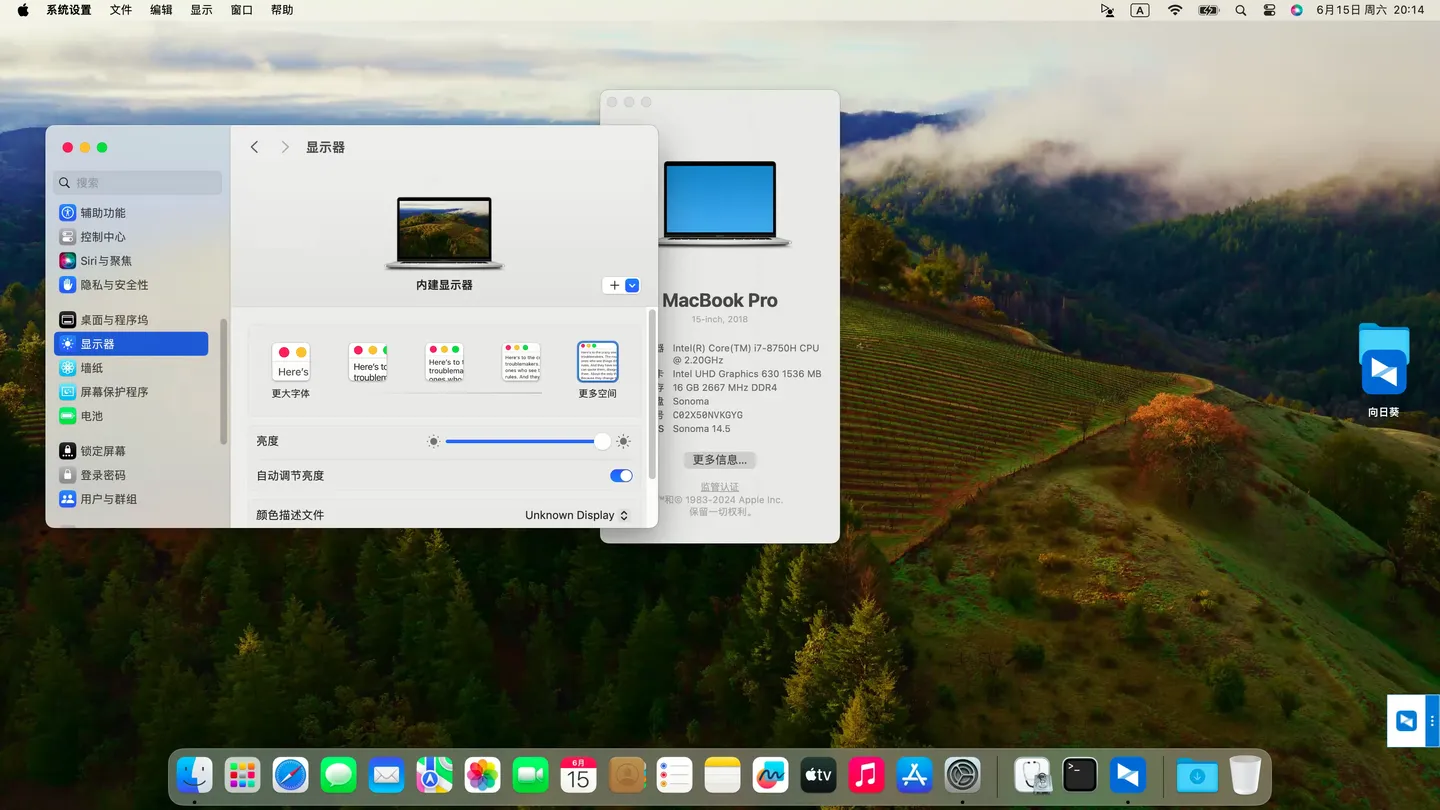 系统设置 文件 编辑 显示 窗口 帮助 A 6月15日 周六 20:14
显示器
搜索
辅助功能
控制中心
Siri与聚焦
隐私与安全性
桌面与程序坞
显示器
墙纸
屏幕保护程序
电池
锁定屏幕
登录密码
用户与群组
内建显示器
Here's
更大字体
Here's to
troublem
Here's to t
troublem
ones who
Here's to the c
troublemakers.
ones who see t
rules. And they
更多空间
亮度
自动调节亮度
颜色描述文件 Unknown Display
MacBook Pro
15-inch, 2018
Intel(R) Core(TM) i7-8750H CPU
@ 2.20GHz
Intel UHD Graphics 630 1536 MB
16 GB 2667 MHz DDR4
Sonoma
C02X50NVKGYG
Sonoma 14.5
更多信息...
监管认证
™和© 1983-2024 Apple Inc.
保留一切权利。
向日葵
6月
15
tv
>_